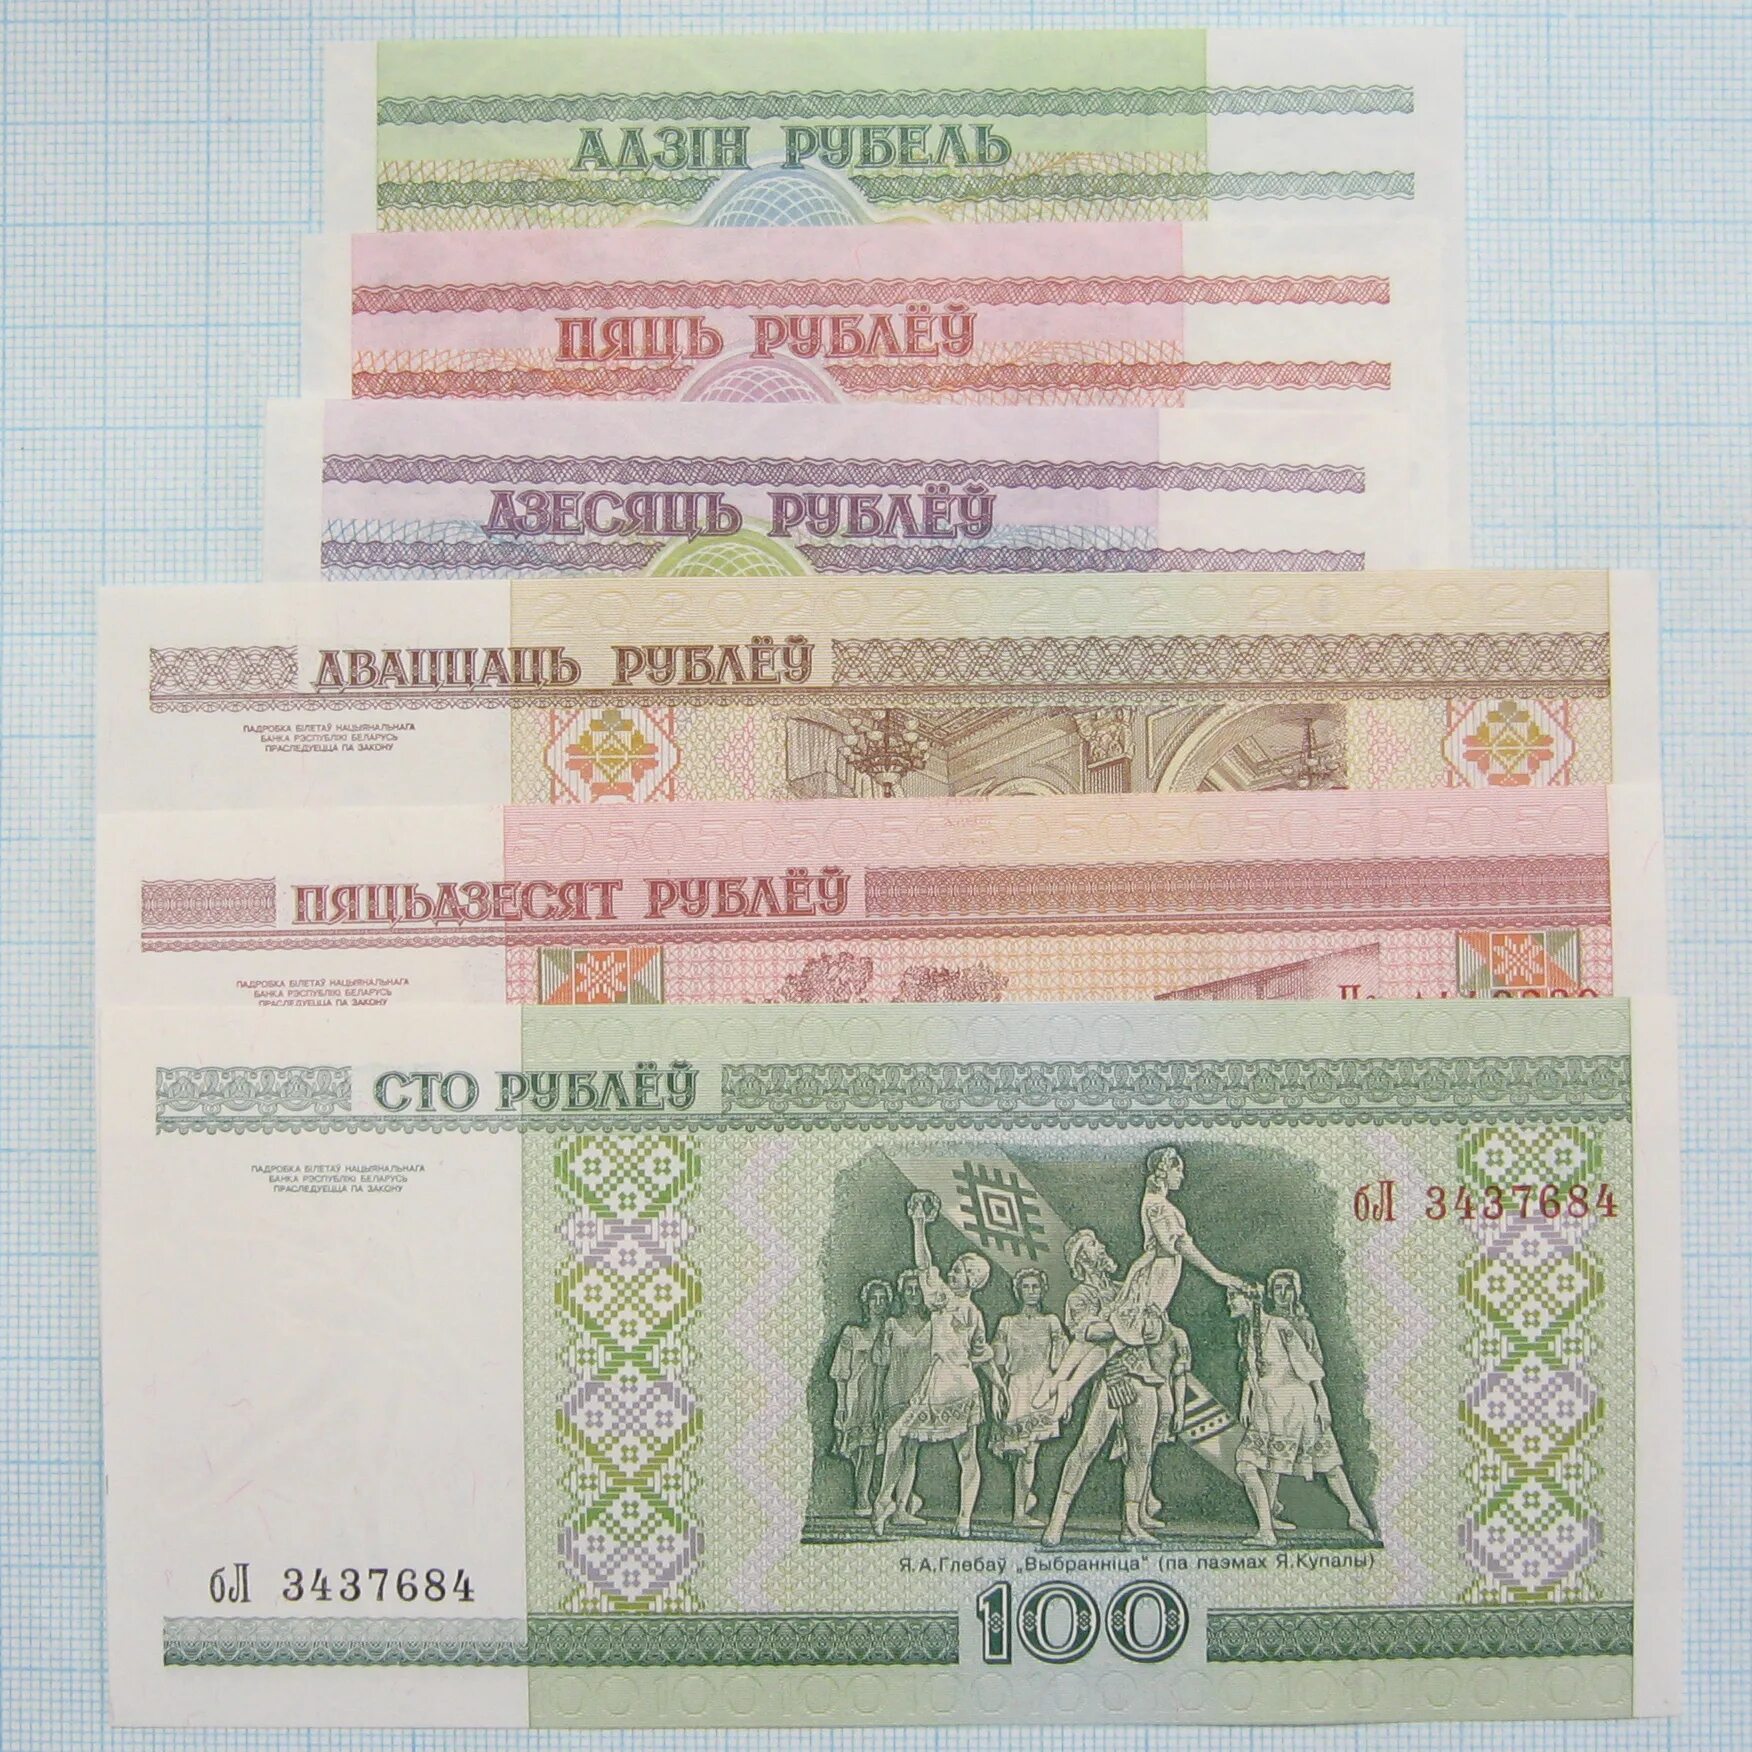 АДЗІН РУБЕЛЬ
ПЯЦЬ РУБЛЁЎ
ДЗЕСЯЦЬ РУБЛЁЎ
20202020202020
ДВАЦЦАЦЬ РУБЛЁЎ
ПАДРОБКА БІЛЕТАЎ НАЦЫЯНАЛЬНАГА
БАНКА РЭСПУБЛІКІ БЕЛАРУСЬ
ПРАСЛЕДУЕЦЦА ПА ЗАКОНУ
ПЯЦЬДЗЕСЯТ РУБЛЁЎ
ПАДРОБКА БІЛЕТАЎ НАЦЫЯНАЛЬНАГА
БАНКА РЭСПУБЛІКІ БЕЛАРУСЬ
ПРАСЛЕДУЕЦЦА ПА ЗАКОНУ
СТО РУБЛЁЎ
ПАДРОБКА БІЛЕТАЎ НАЦЫЯНАЛЬНАГА
БАНКА РЭСПУБЛІКІ БЕЛАРУСЬ
ПРАСЛЕДУЕЦЦА ПА ЗАКОНУ
бЛ 3437684
Я.А.Глебаў „Выбранніца“ (па паэмах Я.Купалы)
бЛ 3437684
100